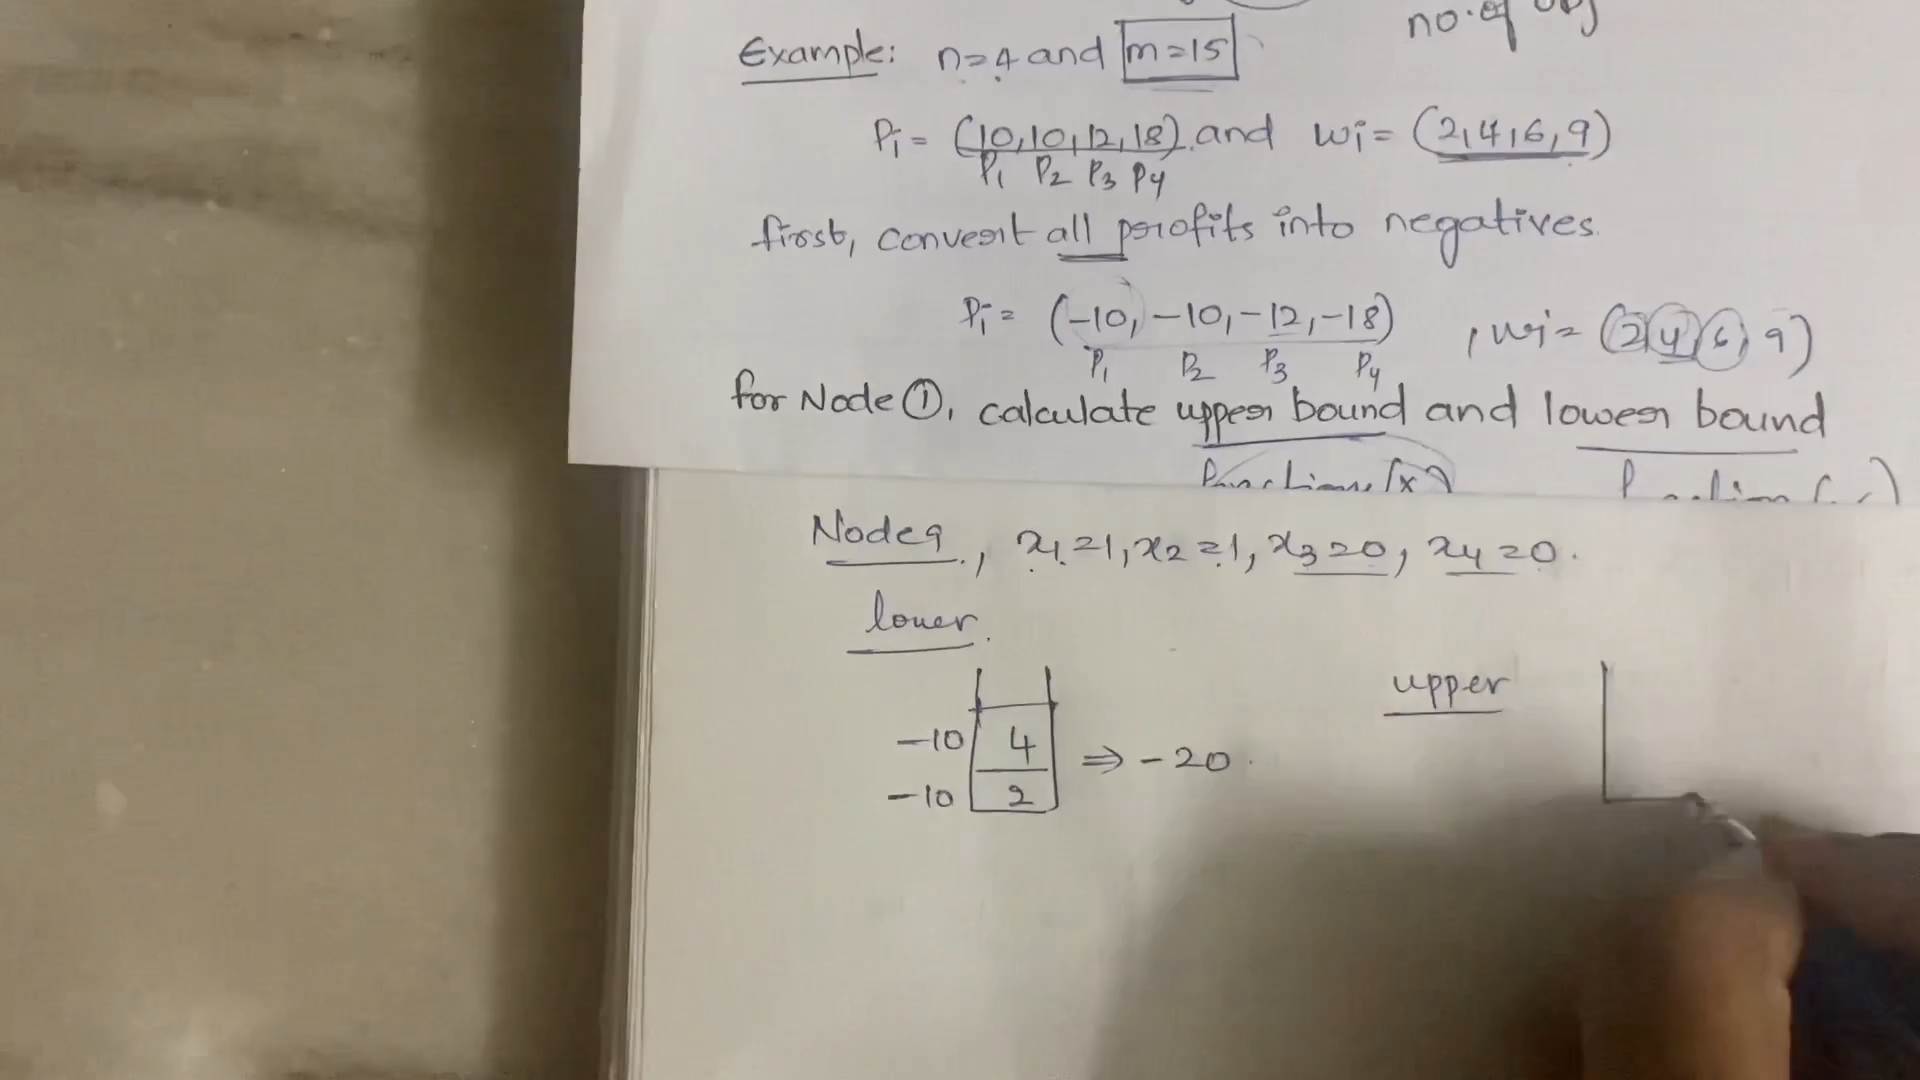 no. of obj
Example: n=4 and m=15
Pi = (10,10,12,18) and wi = (2,4,6,9)
P1 P2 P3 P4
first, convert all profits into negatives.
Pi = (-10, -10, -12, -18) , wi = (2, 4, 6, 9)
P1 P2 P3 P4
for Node ①, calculate upper bound and lower bound
Node 9, x1=1, x2=1, x3=0, x4=0.
lower.
upper
-10 4 ⇒ -20.
-10 2